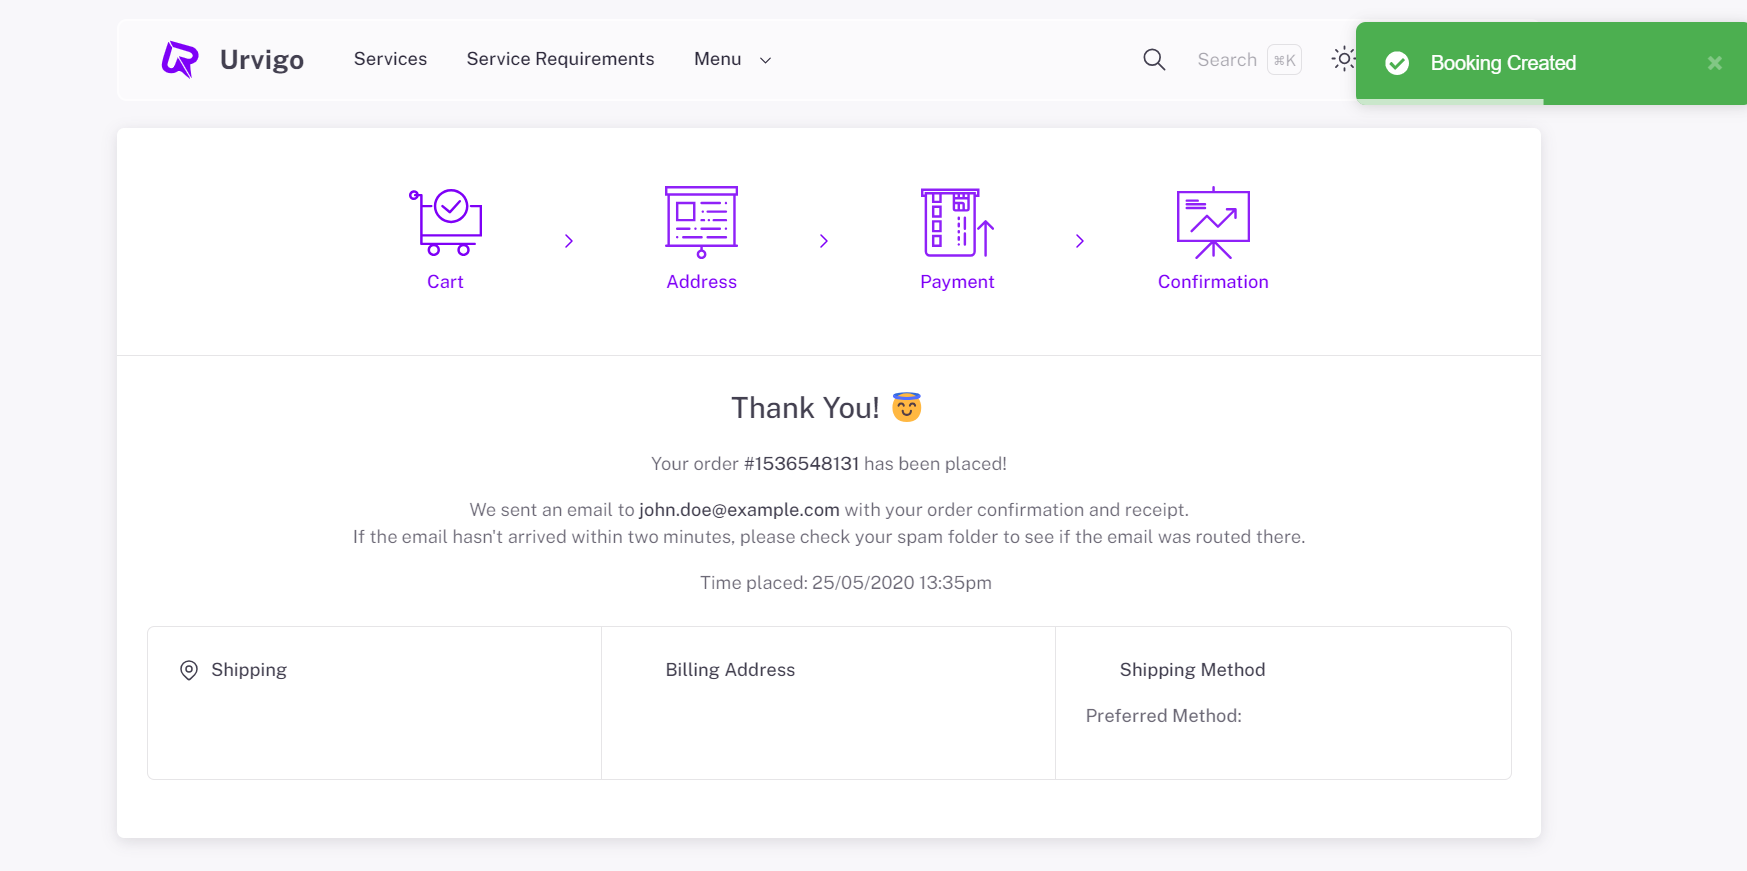 Urvigo
Services
Service Requirements
Menu
Search ⌘K
Booking Created
×
Cart
Address
Payment
Confirmation
Thank You! 😇
Your order #1536548131 has been placed!
We sent an email to john.doe@example.com with your order confirmation and receipt.
If the email hasn't arrived within two minutes, please check your spam folder to see if the email was routed there.
Time placed: 25/05/2020 13:35pm
Shipping
Billing Address
Shipping Method
Preferred Method: